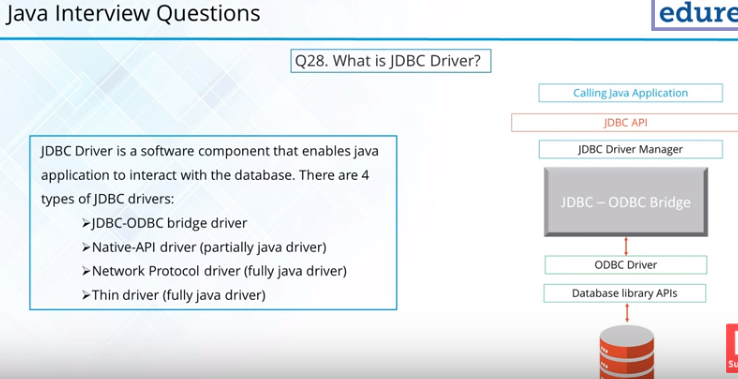 Java Interview Questions
edure
Q28. What is JDBC Driver?
JDBC Driver is a software component that enables java
application to interact with the database. There are 4
types of JDBC drivers:
➢JDBC-ODBC bridge driver
➢Native-API driver (partially java driver)
➢Network Protocol driver (fully java driver)
➢Thin driver (fully java driver)
Calling Java Application
JDBC API
JDBC Driver Manager
JDBC – ODBC Bridge
ODBC Driver
Database library APIs
Su